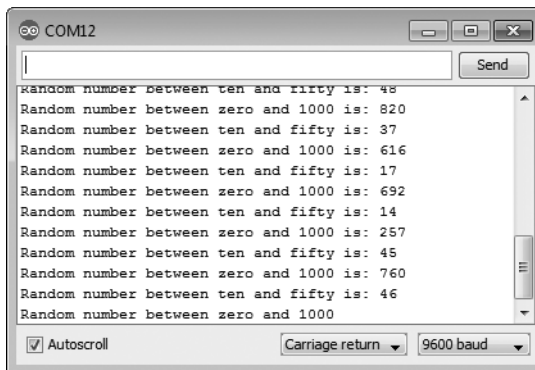 COM12
Send
Random number between ten and fifty is: 48
Random number between zero and 1000 is: 820
Random number between ten and fifty is: 37
Random number between zero and 1000 is: 616
Random number between ten and fifty is: 17
Random number between zero and 1000 is: 692
Random number between ten and fifty is: 14
Random number between zero and 1000 is: 257
Random number between ten and fifty is: 45
Random number between zero and 1000 is: 760
Random number between ten and fifty is: 46
Random number between zero and 1000
Autoscroll Carriage return 9600 baud